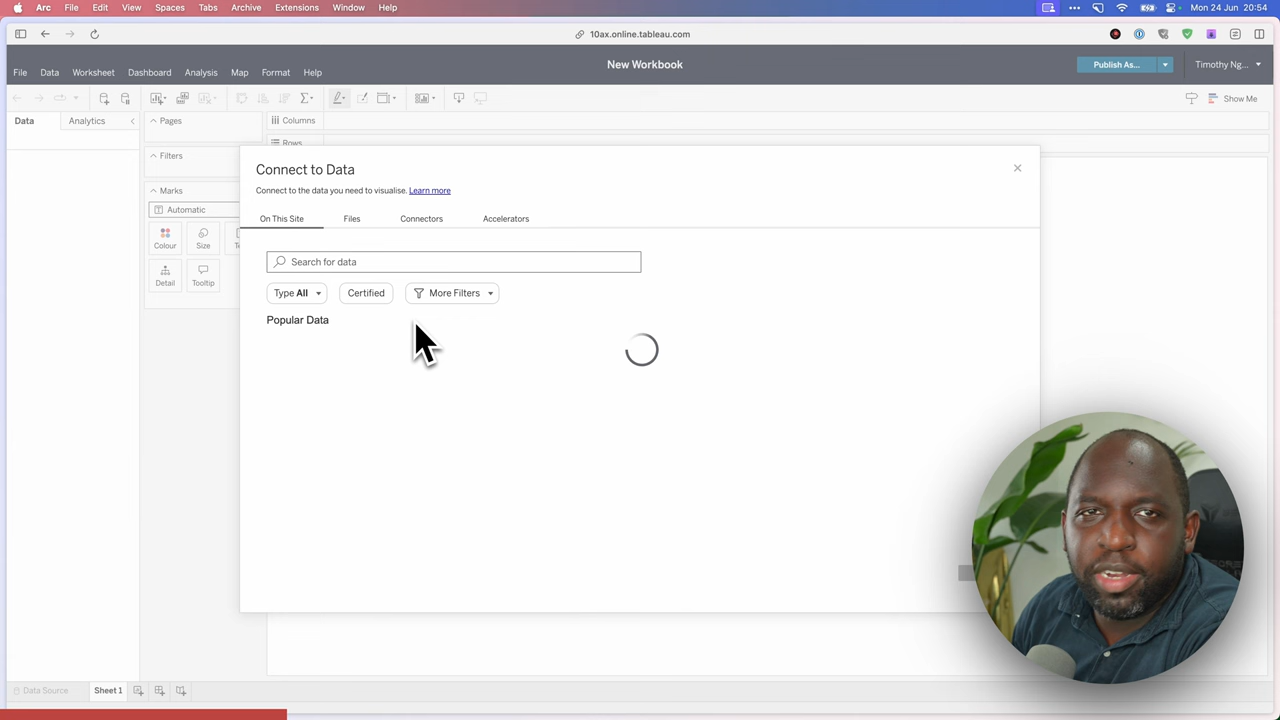 Arc File Edit View Spaces Tabs Archive Extensions Window Help Mon 24 Jun 20:54
10ax.online.tableau.com
New Workbook
File Data Worksheet Dashboard Analysis Map Format Help Publish As... Timothy Ng...
Show Me
Data Analytics Pages Columns
Rows
Filters
Marks
Automatic
Colour Size
Detail Tooltip
Connect to Data
Connect to the data you need to visualise. Learn more
On This Site Files Connectors Accelerators
Search for data
Type All Certified More Filters
Popular Data
Data Source Sheet 1